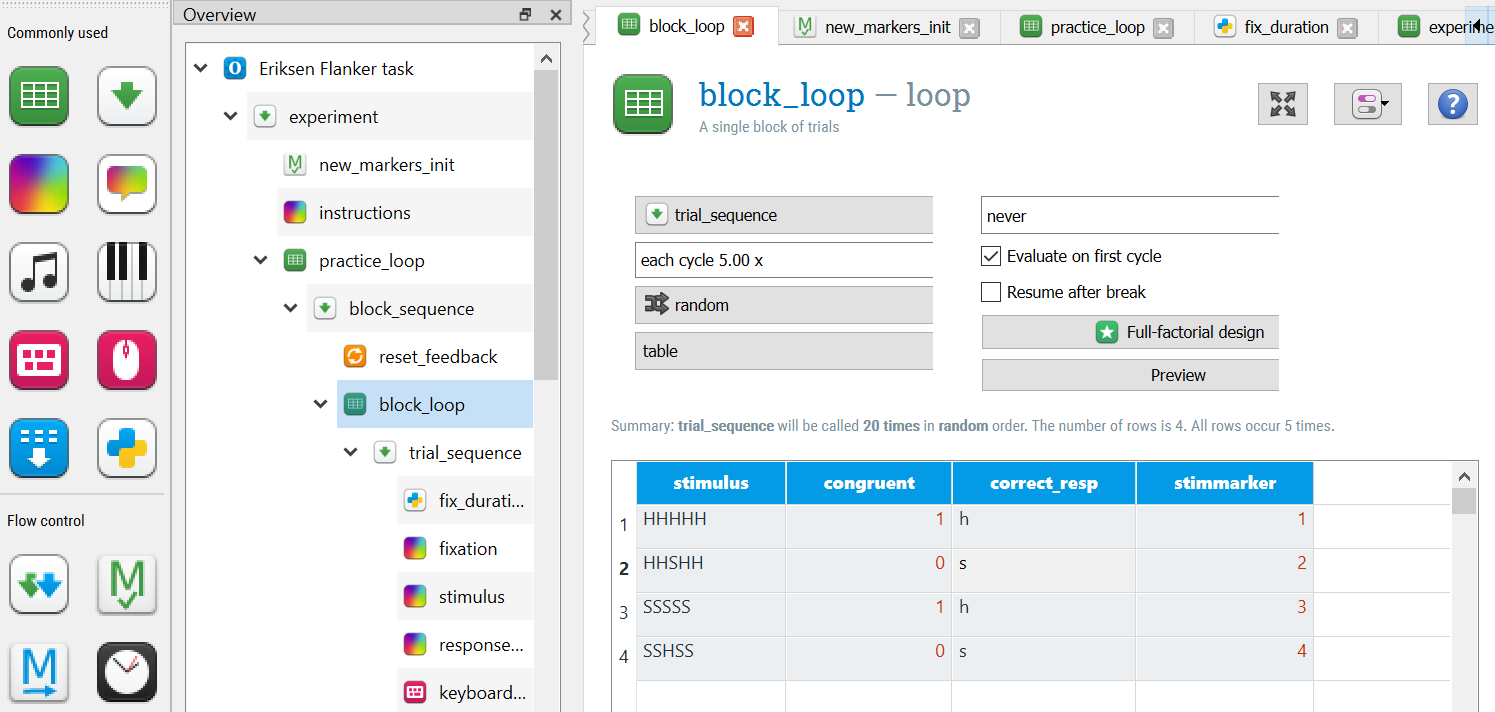 Commonly used
Flow control
Overview
Eriksen Flanker task
experiment
new_markers_init
instructions
practice_loop
block_sequence
reset_feedback
block_loop
trial_sequence
fix_durati...
fixation
stimulus
response...
keyboard...
block_loop new_markers_init practice_loop fix_duration experime
block_loop — loop
A single block of trials
trial_sequence
each cycle 5.00 x
random
table
never
Evaluate on first cycle
Resume after break
Full-factorial design
Preview
Summary: trial_sequence will be called 20 times in random order. The number of rows is 4. All rows occur 5 times.
stimulus congruent correct_resp stimmarker
1 HHHHH 1 h 1
2 HHSHH 0 s 2
3 SSSSS 1 h 3
4 SSHSS 0 s 4